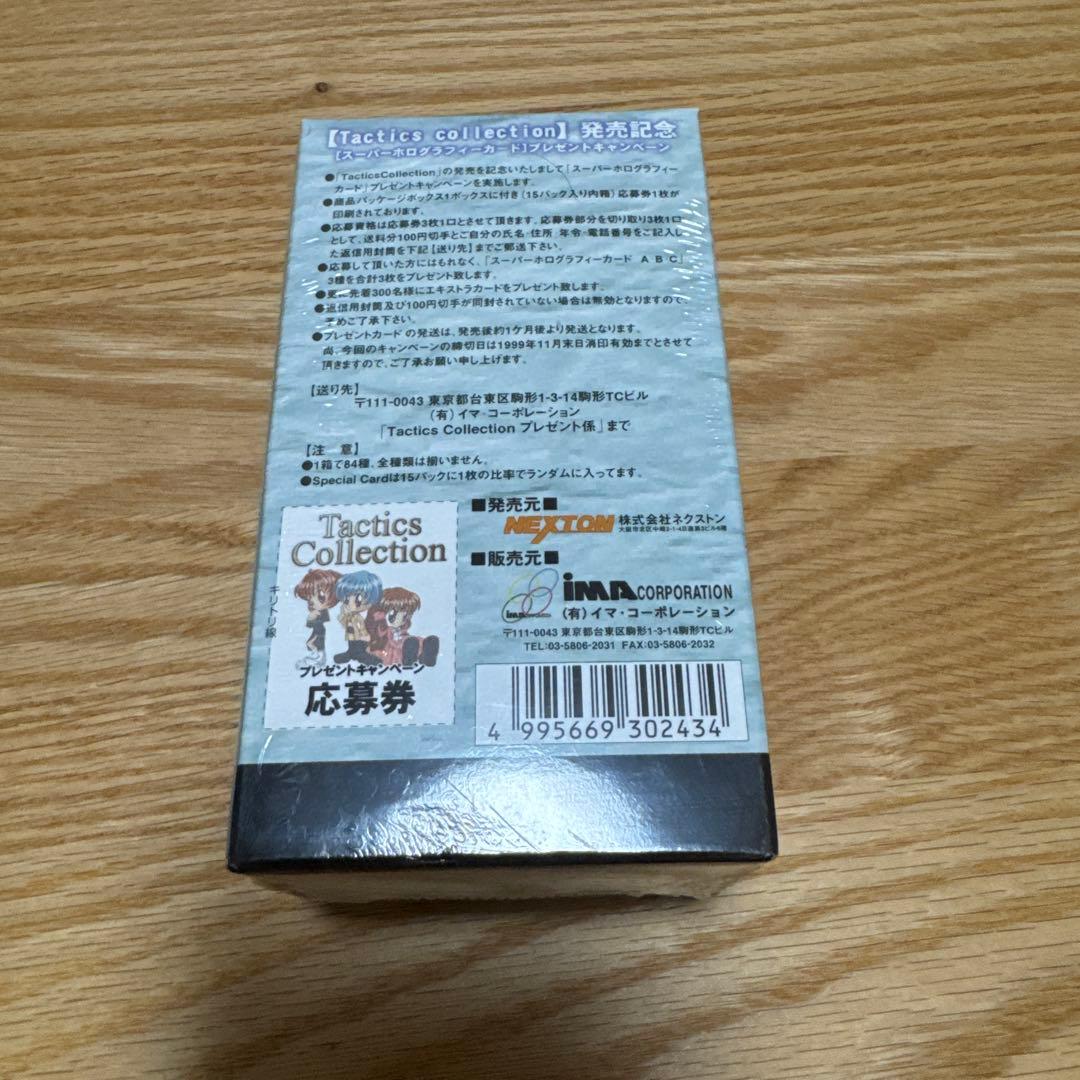 【Tactics collection】発売記念
[スーパーホログラフィーカード]プレゼントキャンペーン
●「TacticsCollection」の発売を記念いたしまして「スーパーホログラフィー
カード」プレゼントキャンペーンを実施します。
●商品パッケージボックス1ボックスに付き(15パック入り内箱)応募券1枚が
印刷されております。
●応募資格は応募券3枚1口とさせて頂きます。応募券部分を切り取り3枚1口
として、送料分100円切手とご自分の氏名・住所・年令・電話番号をご記入し
た返信用封筒を下記【送り先】までご郵送下さい。
●応募して頂いた方にはもれなく、「スーパーホログラフィーカード A B C」
3種を合計3枚をプレゼント致します。
●更に先着300名様にエキストラカードをプレゼント致します。
●返信用封筒及び100円切手が同封されていない場合は無効となりますので、
予めご了承下さい。
●プレゼントカードの発送は、発売後約1ケ月後より発送となります。
尚、今回のキャンペーンの締切日は1999年11月末日消印有効までとさせて
頂きますので、ご了承お願い申し上げます。
【送り先】
〒111-0043 東京都台東区駒形1-3-14駒形TCビル
(有)イマ・コーポレーション
「Tactics Collection プレゼント係」まで
【注 意】
●1箱で84種、全種類は揃いません。
●Special Cardは15パックに1枚の比率でランダムに入ってます。
キリトリ線
Tactics
Collection
プレゼントキャンペーン
応募券
■発売元■
NEXTON 株式会社ネクストン
■販売元■
iMA CORPORATION
(有)イマ・コーポレーション
〒111-0043 東京都台東区駒形1-3-14駒形TCビル
TEL:03-5806-2031 FAX:03-5806-2032
4 995669 302434